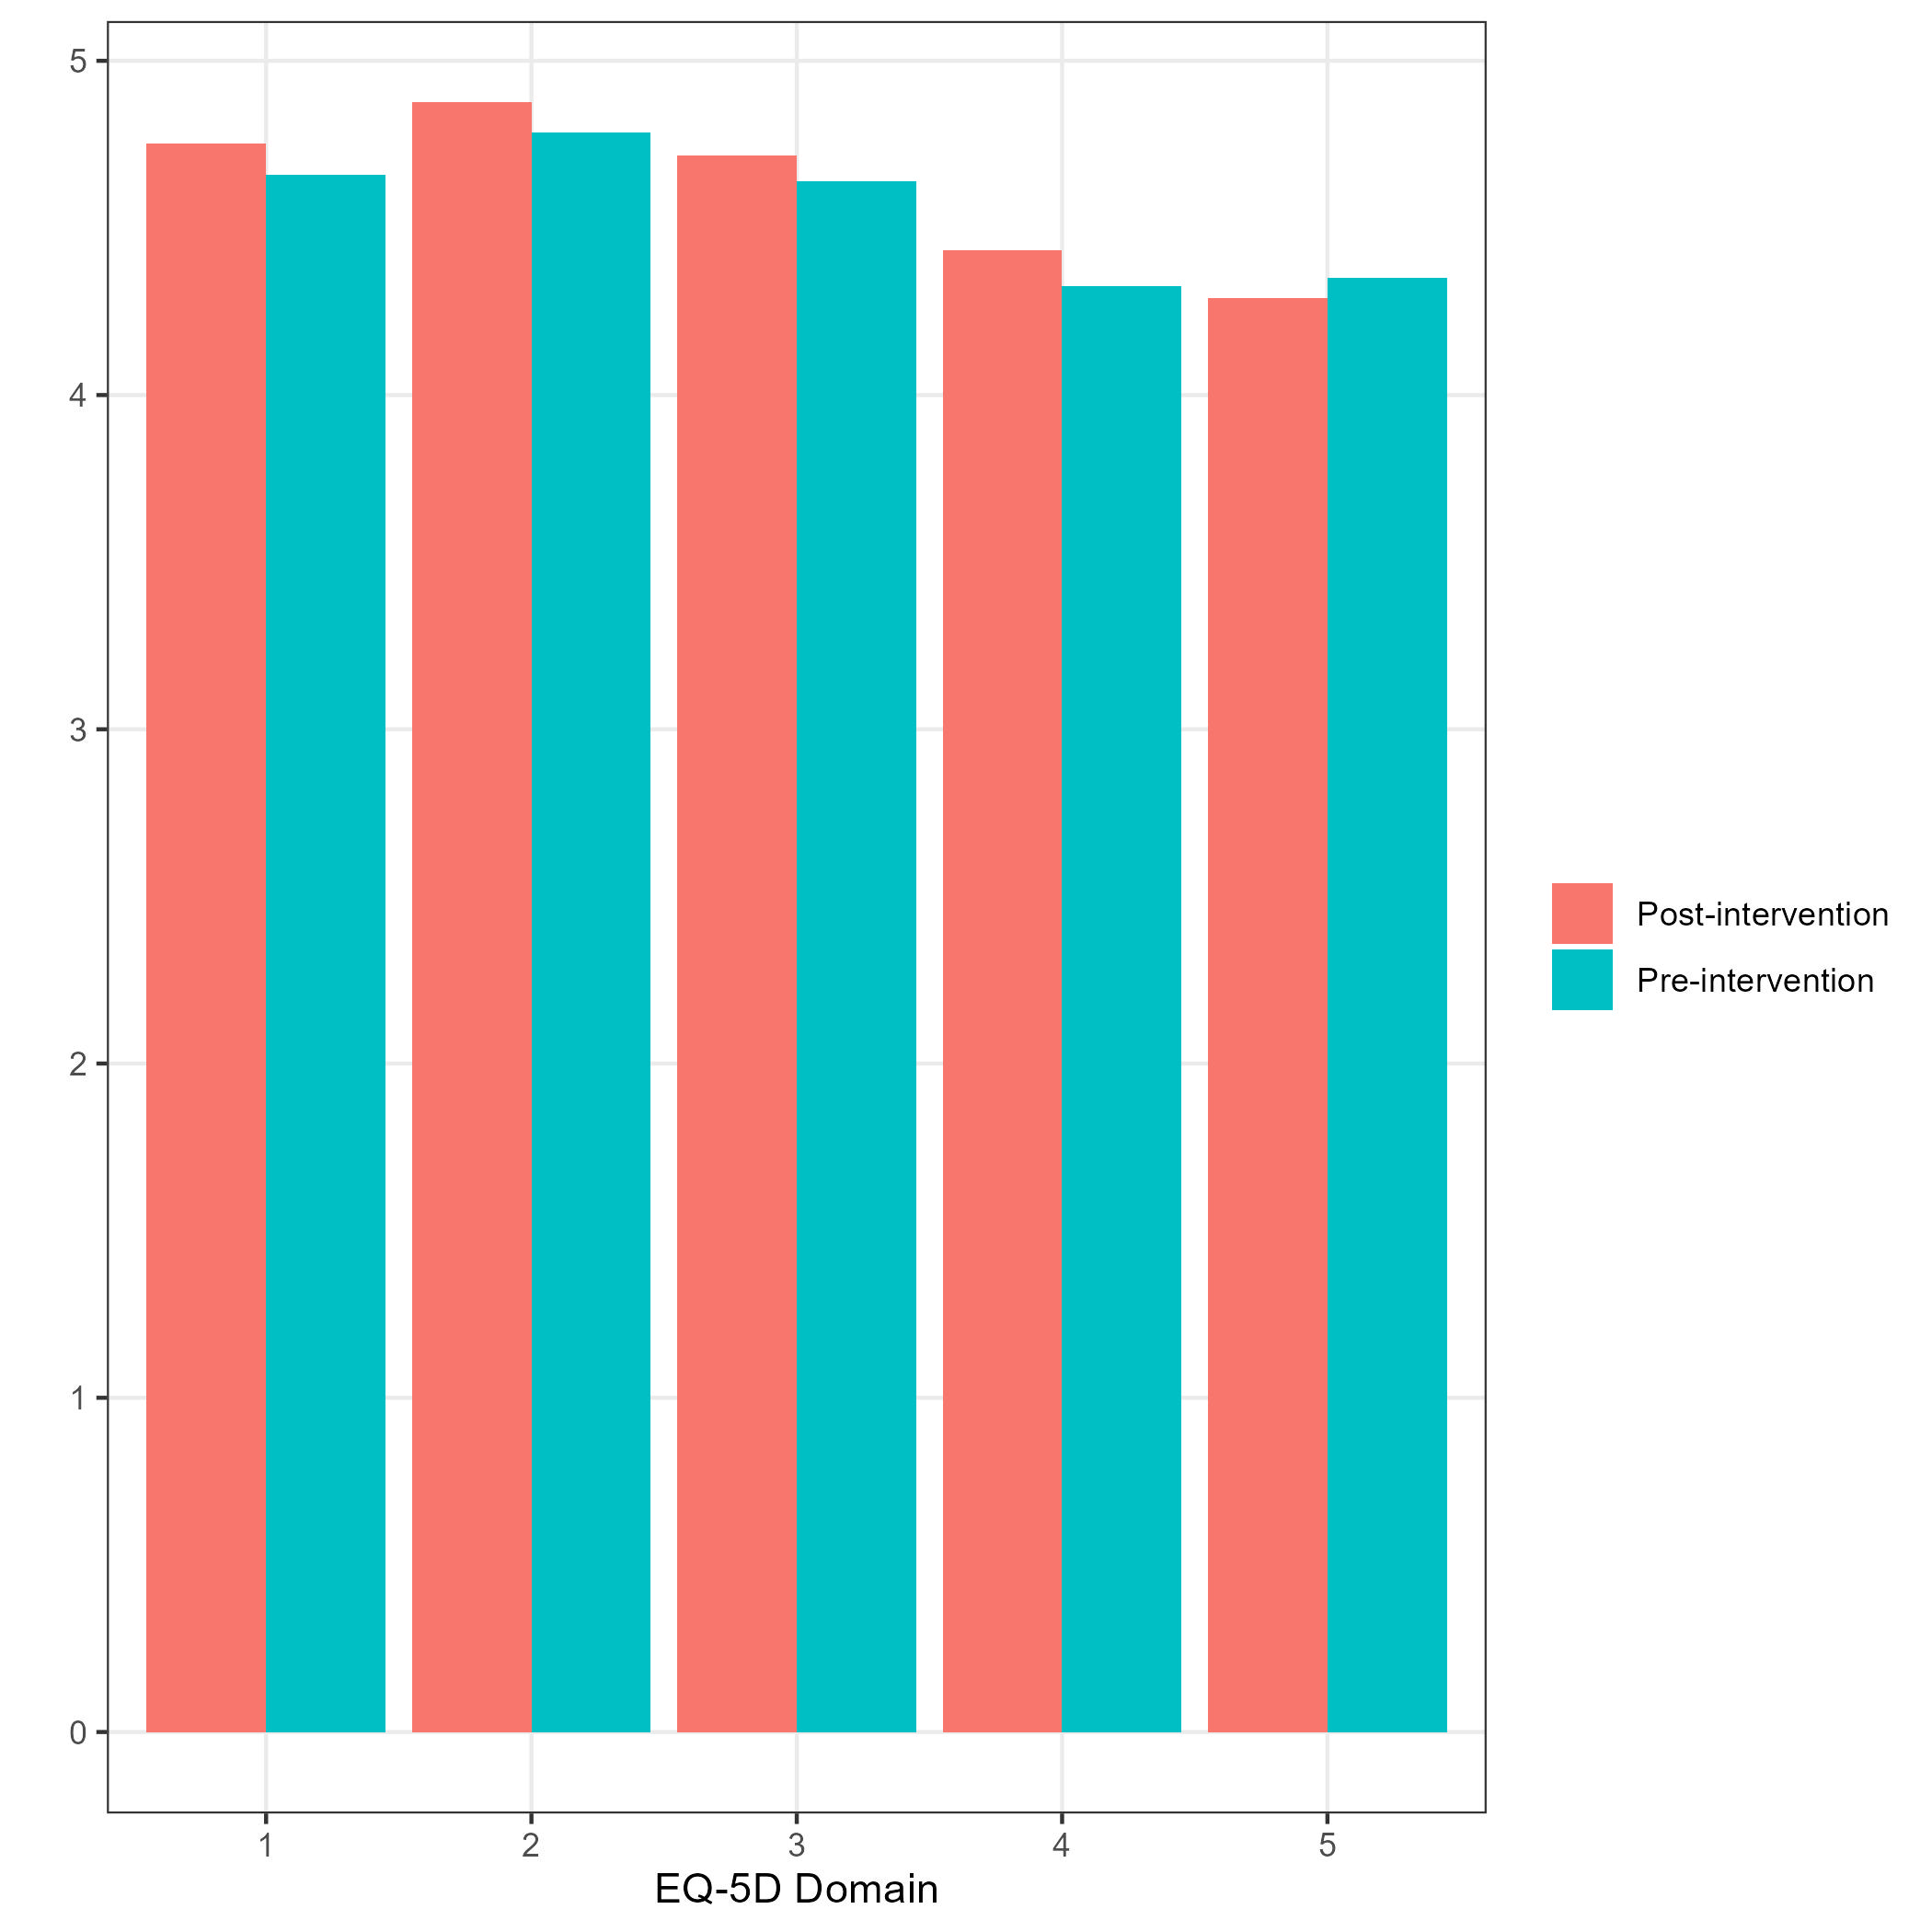 5
4
3
2
1
0
1 2 3 4 5
EQ-5D Domain
Post-intervention
Pre-intervention